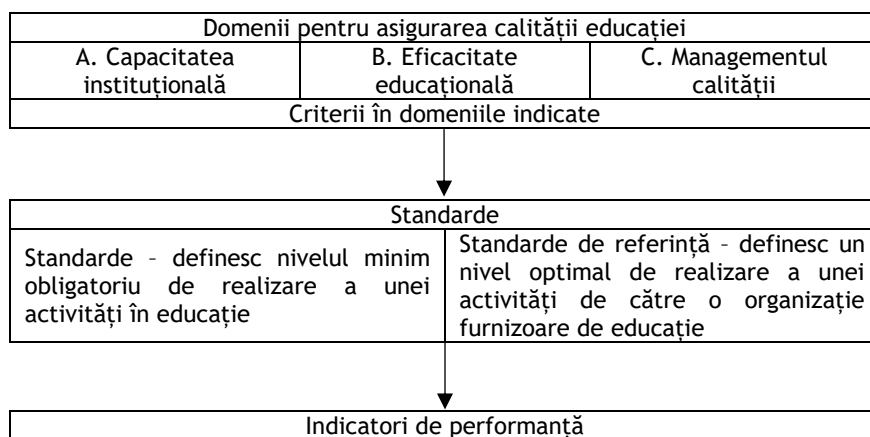 Domenii pentru asigurarea calității educației
A. Capacitatea
instituțională
B. Eficacitate
educațională
C. Managementul
calității
Criterii în domeniile indicate
Standarde
Standarde – definesc nivelul minim
obligatoriu de realizare a unei
activități în educație
Standarde de referință – definesc un
nivel optimal de realizare a unei
activități de către o organizație
furnizoare de educație
Indicatori de performanță